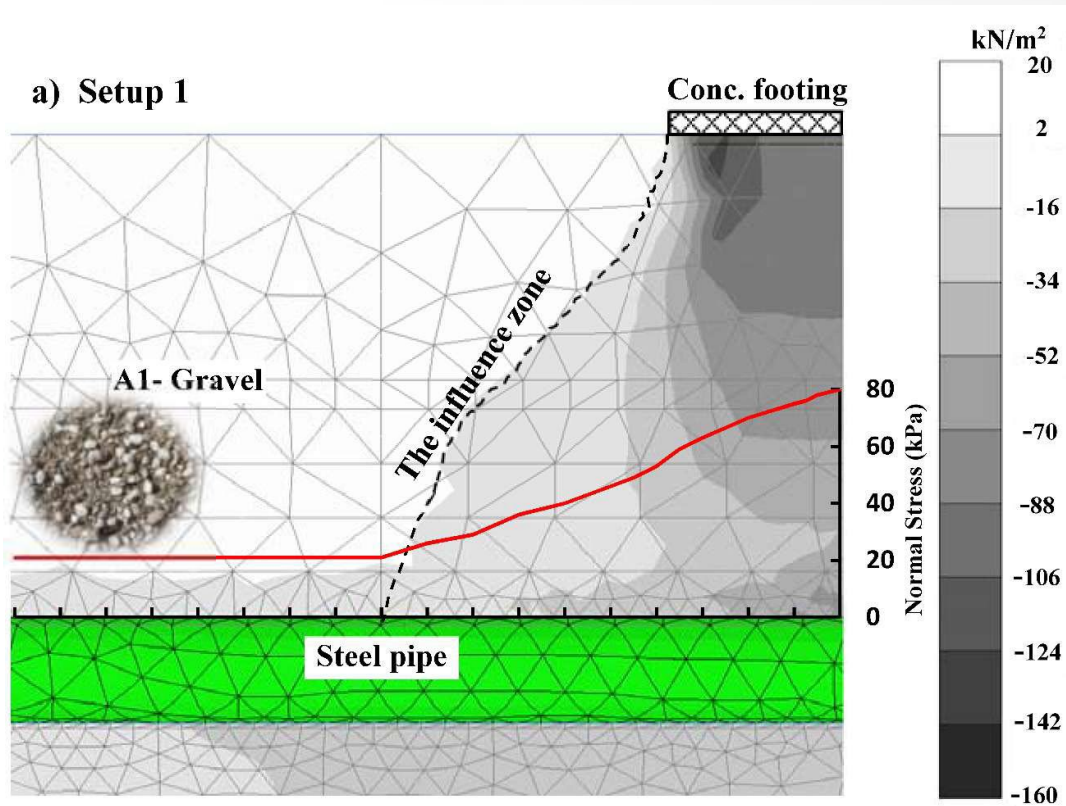 a) Setup 1
Conc. footing
kN/m²
20
2
-16
-34
-52
-70
-88
-106
-124
-142
-160
The influence zone
A1- Gravel
80
60
40
20
0
Normal Stress (kPa)
Steel pipe